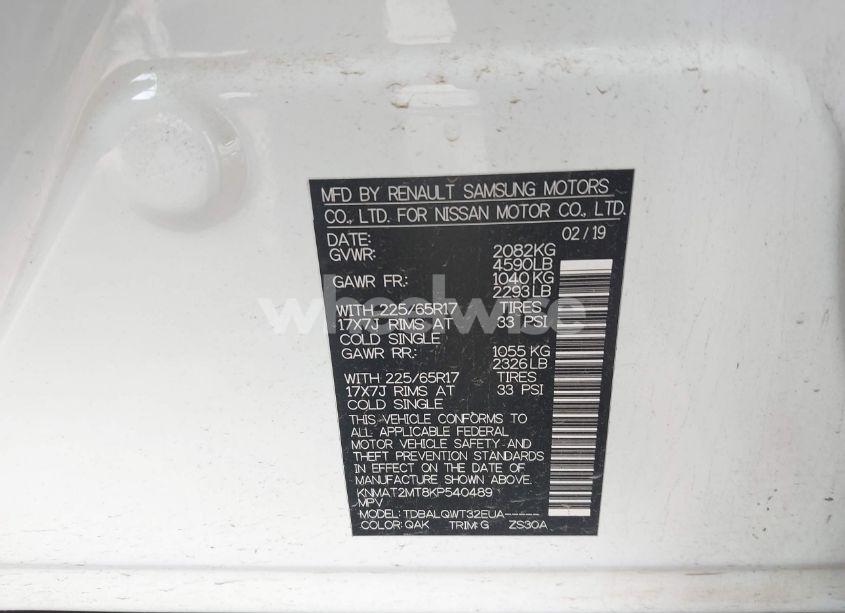 MFD BY RENAULT SAMSUNG MOTORS
CO., LTD. FOR NISSAN MOTOR CO., LTD.
DATE: 02/19
GVWR: 2082KG
4590LB
GAWR FR: 1040 KG
2293 LB
WITH 225/65R17 TIRES
17X7J RIMS AT 33 PSI
COLD SINGLE
GAWR RR: 1055 KG
2326LB
WITH 225/65R17 TIRES
17X7J RIMS AT 33 PSI
COLD SINGLE
THIS VEHICLE CONFORMS TO
ALL APPLICABLE FEDERAL
MOTOR VEHICLE SAFETY AND
THEFT PREVENTION STANDARDS
IN EFFECT ON THE DATE OF
MANUFACTURE SHOWN ABOVE.
KNMAT2MT8KP540489
MPV
MODEL: TDBALQWT32EUA-----
COLOR: QAK TRIM: G ZS30A
wheelwise